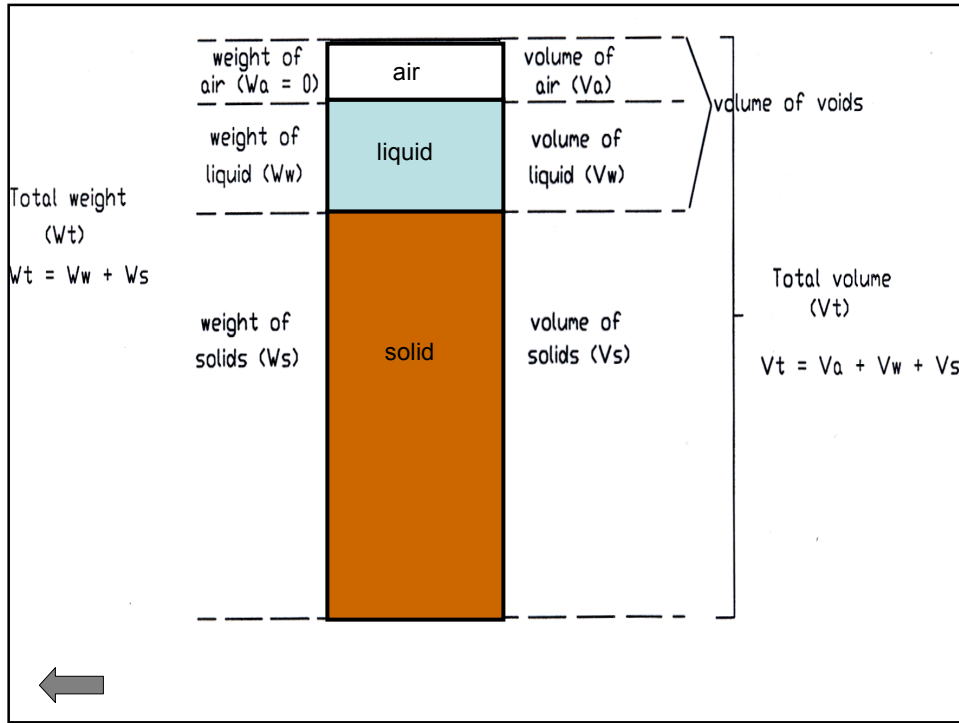 weight of
air (Wa = 0)
air
volume of
air (Va)
volume of voids
weight of
liquid (Ww)
liquid
volume of
liquid (Vw)
Total weight
(Wt)
Wt = Ww + Ws
weight of
solids (Ws)
solid
volume of
solids (Vs)
Total volume
(Vt)
Vt = Va + Vw + Vs